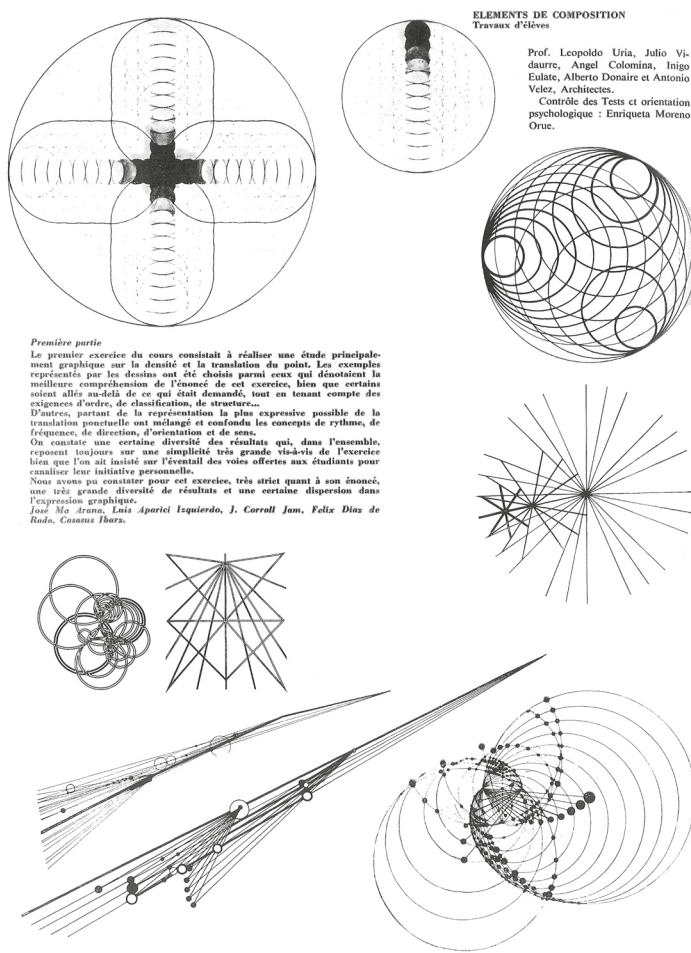 ELEMENTS DE COMPOSITION
Travaux d'élèves
Prof. Leopoldo Uria, Julio Vi-
daurre, Angel Colomina, Inigo
Eulate, Alberto Donaire et Antonio
Velez, Architectes.
Contrôle des Tests et orientation
psychologique : Enriqueta Moreno
Orue.
Première partie
Le premier exercice du cours consistait à réaliser une étude principale-
ment graphique sur la densité et la translation du point. Les exemples
représentés par les dessins ont été choisis parmi ceux qui dénotaient la
meilleure compréhension de l'énoncé de cet exercice, bien que certains
soient allés au-delà de ce qui était demandé, tout en tenant compte des
exigences d'ordre, de classification, de structure...
D'autres, partant de la représentation la plus expressive possible de la
translation ponctuelle ont mélangé et confondu les concepts de rythme, de
fréquence, de direction, d'orientation et de sens.
On constate une certaine diversité des résultats qui, dans l'ensemble,
reposent toujours sur une simplicité très grande vis-à-vis de l'exercice
bien que l'on ait insisté sur l'éventail des voies offertes aux étudiants pour
canaliser leur initiative personnelle.
Nous avons pu constater pour cet exercice, très strict quant à son énoncé,
une très grande diversité de résultats et une certaine dispersion dans
l'expression graphique.
José Ma Arana, Luis Aparici Izquierdo, J. Corrall Jam, Felix Diaz de
Rada, Casasus Ibarz.